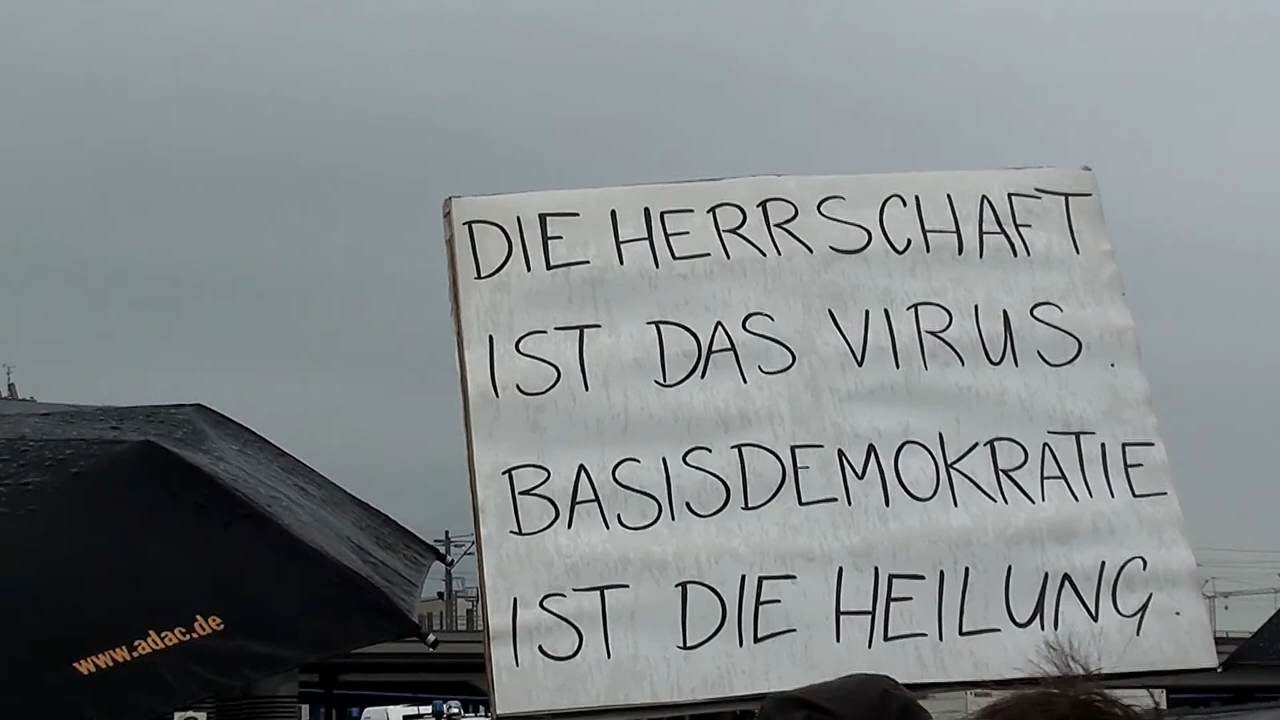 DIE HERRSCHAFT
IST DAS VIRUS.
BASISDEMOKRATIE
IST DIE HEILUNG.
www.adac.de